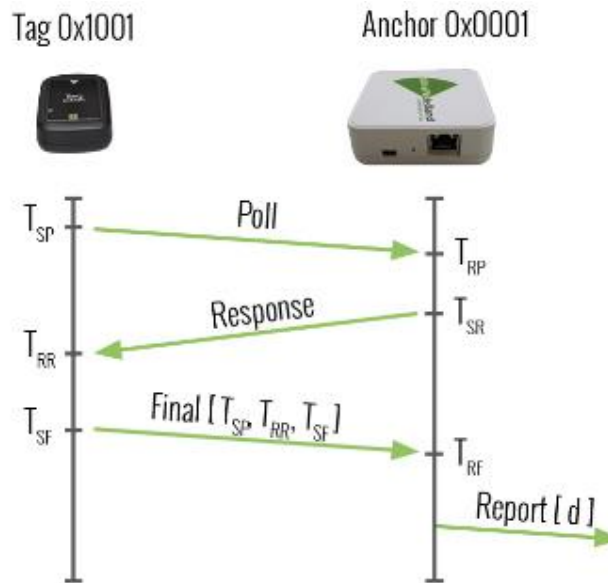 Tag 0x1001
Anchor 0x0001
T_SP
Poll
T_RP
Response
T_SR
T_RR
Final [ T_SP, T_RR, T_SF ]
T_SF
T_RF
Report [ d ]